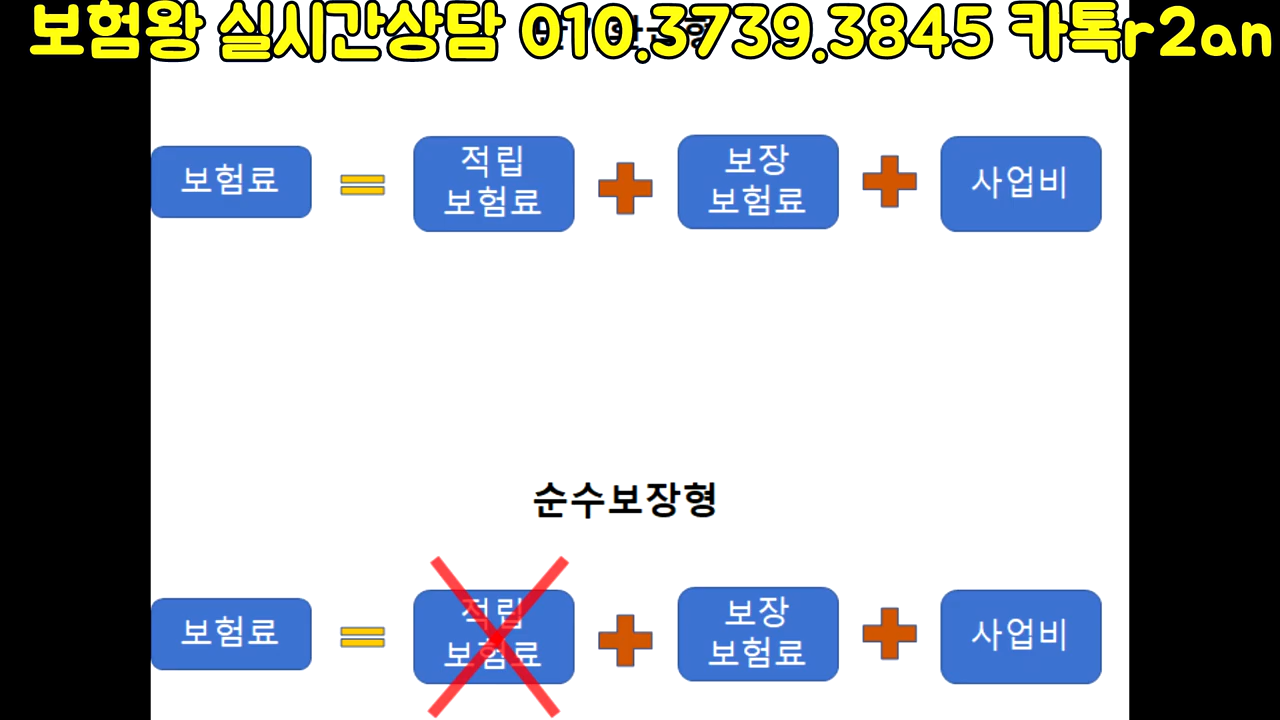 보험왕 실시간상담 010.3739.3845 카톡r2an
보험료 = 적립 보험료 + 보장 보험료 + 사업비
순수보장형
보험료 = 적립 보험료 + 보장 보험료 + 사업비